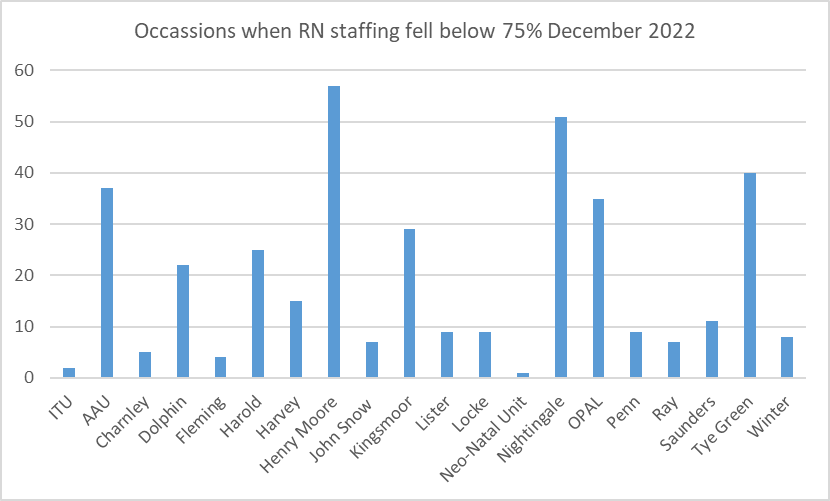 Occassions when RN staffing fell below 75% December 2022
60
50
40
30
20
10
0
ITU
AAU
Charnley
Dolphin
Fleming
Harold
Harvey
Henry Moore
John Snow
Kingsmoor
Lister
Locke
Neo-Natal Unit
Nightingale
OPAL
Penn
Ray
Saunders
Tye Green
Winter